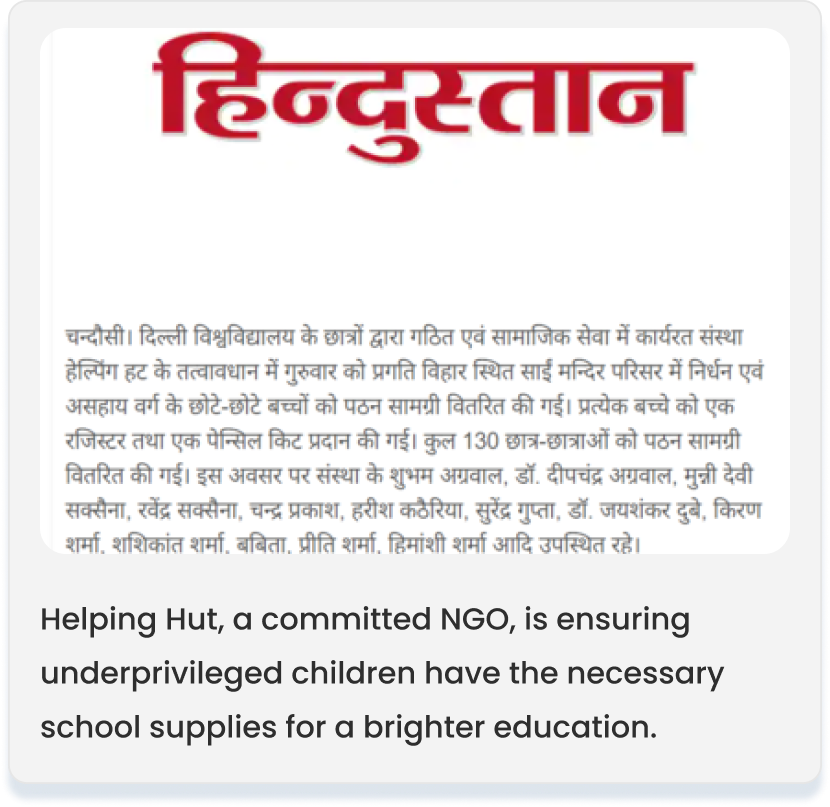 हिन्दुस्तान
चन्दौसी। दिल्ली विश्वविद्यालय के छात्रों द्वारा गठित एवं सामाजिक सेवा में कार्यरत संस्था
हेल्पिंग हट के तत्वावधान में गुरुवार को प्रगति विहार स्थित साईं मन्दिर परिसर में निर्धन एवं
असहाय वर्ग के छोटे-छोटे बच्चों को पठन सामग्री वितरित की गई। प्रत्येक बच्चे को एक
रजिस्टर तथा एक पेन्सिल किट प्रदान की गई। कुल 130 छात्र-छात्राओं को पठन सामग्री
वितरित की गई। इस अवसर पर संस्था के शुभम अग्रवाल, डॉ. दीपचंद्र अग्रवाल, मुन्नी देवी
सक्सैना, रवेंद्र सक्सैना, चन्द्र प्रकाश, हरीश कठैरिया, सुरेंद्र गुप्ता, डॉ. जयशंकर दुबे, किरण
शर्मा, शशिकांत शर्मा, बबिता, प्रीति शर्मा, हिमांशी शर्मा आदि उपस्थित रहे।
Helping Hut, a committed NGO, is ensuring
underprivileged children have the necessary
school supplies for a brighter education.